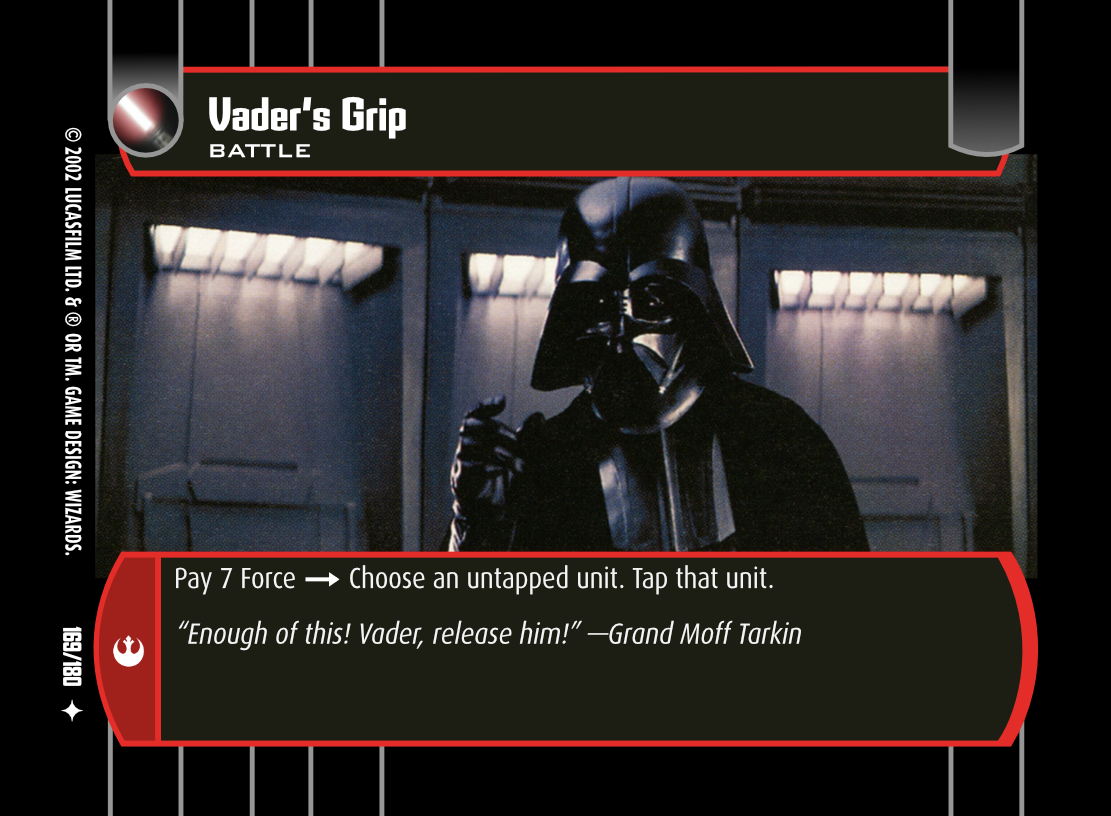 Vader's Grip
BATTLE
Pay 7 Force → Choose an untapped unit. Tap that unit.
“Enough of this! Vader, release him!” —Grand Moff Tarkin
© 2002 LUCASFILM LTD. & ® OR TM. GAME DESIGN: WIZARDS.
169/180